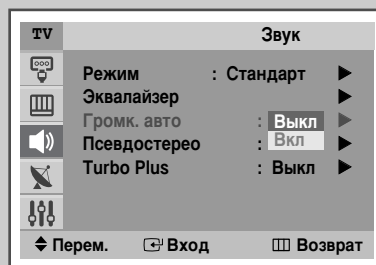 TV Звук
Режим : Стандарт
Эквалайзер
Громк. авто : Выкл
Псевдостерео : Вкл
Turbo Plus : Выкл
Перем. Вход Возврат